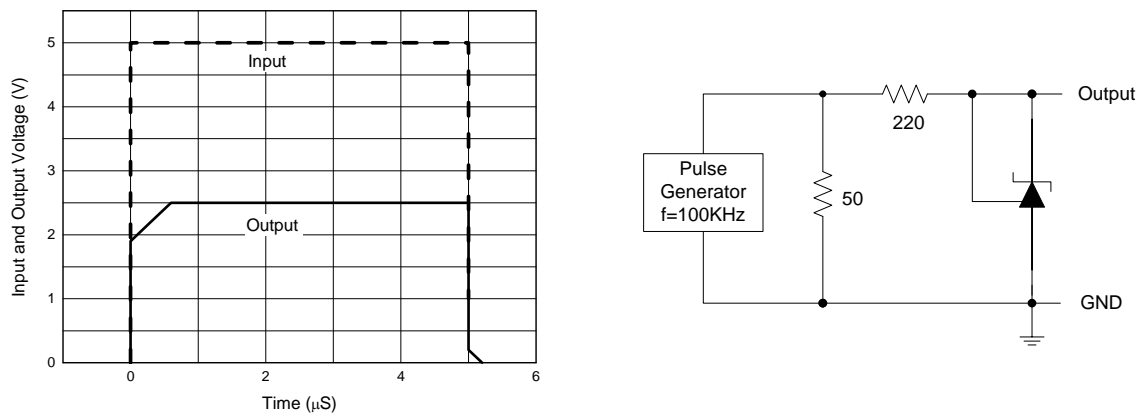 Input and Output Voltage (V)
5
4
3
2
1
0
Input
Output
0
2
4
6
Time (μS)
Pulse
Generator
f=100KHz
50
220
Output
GND